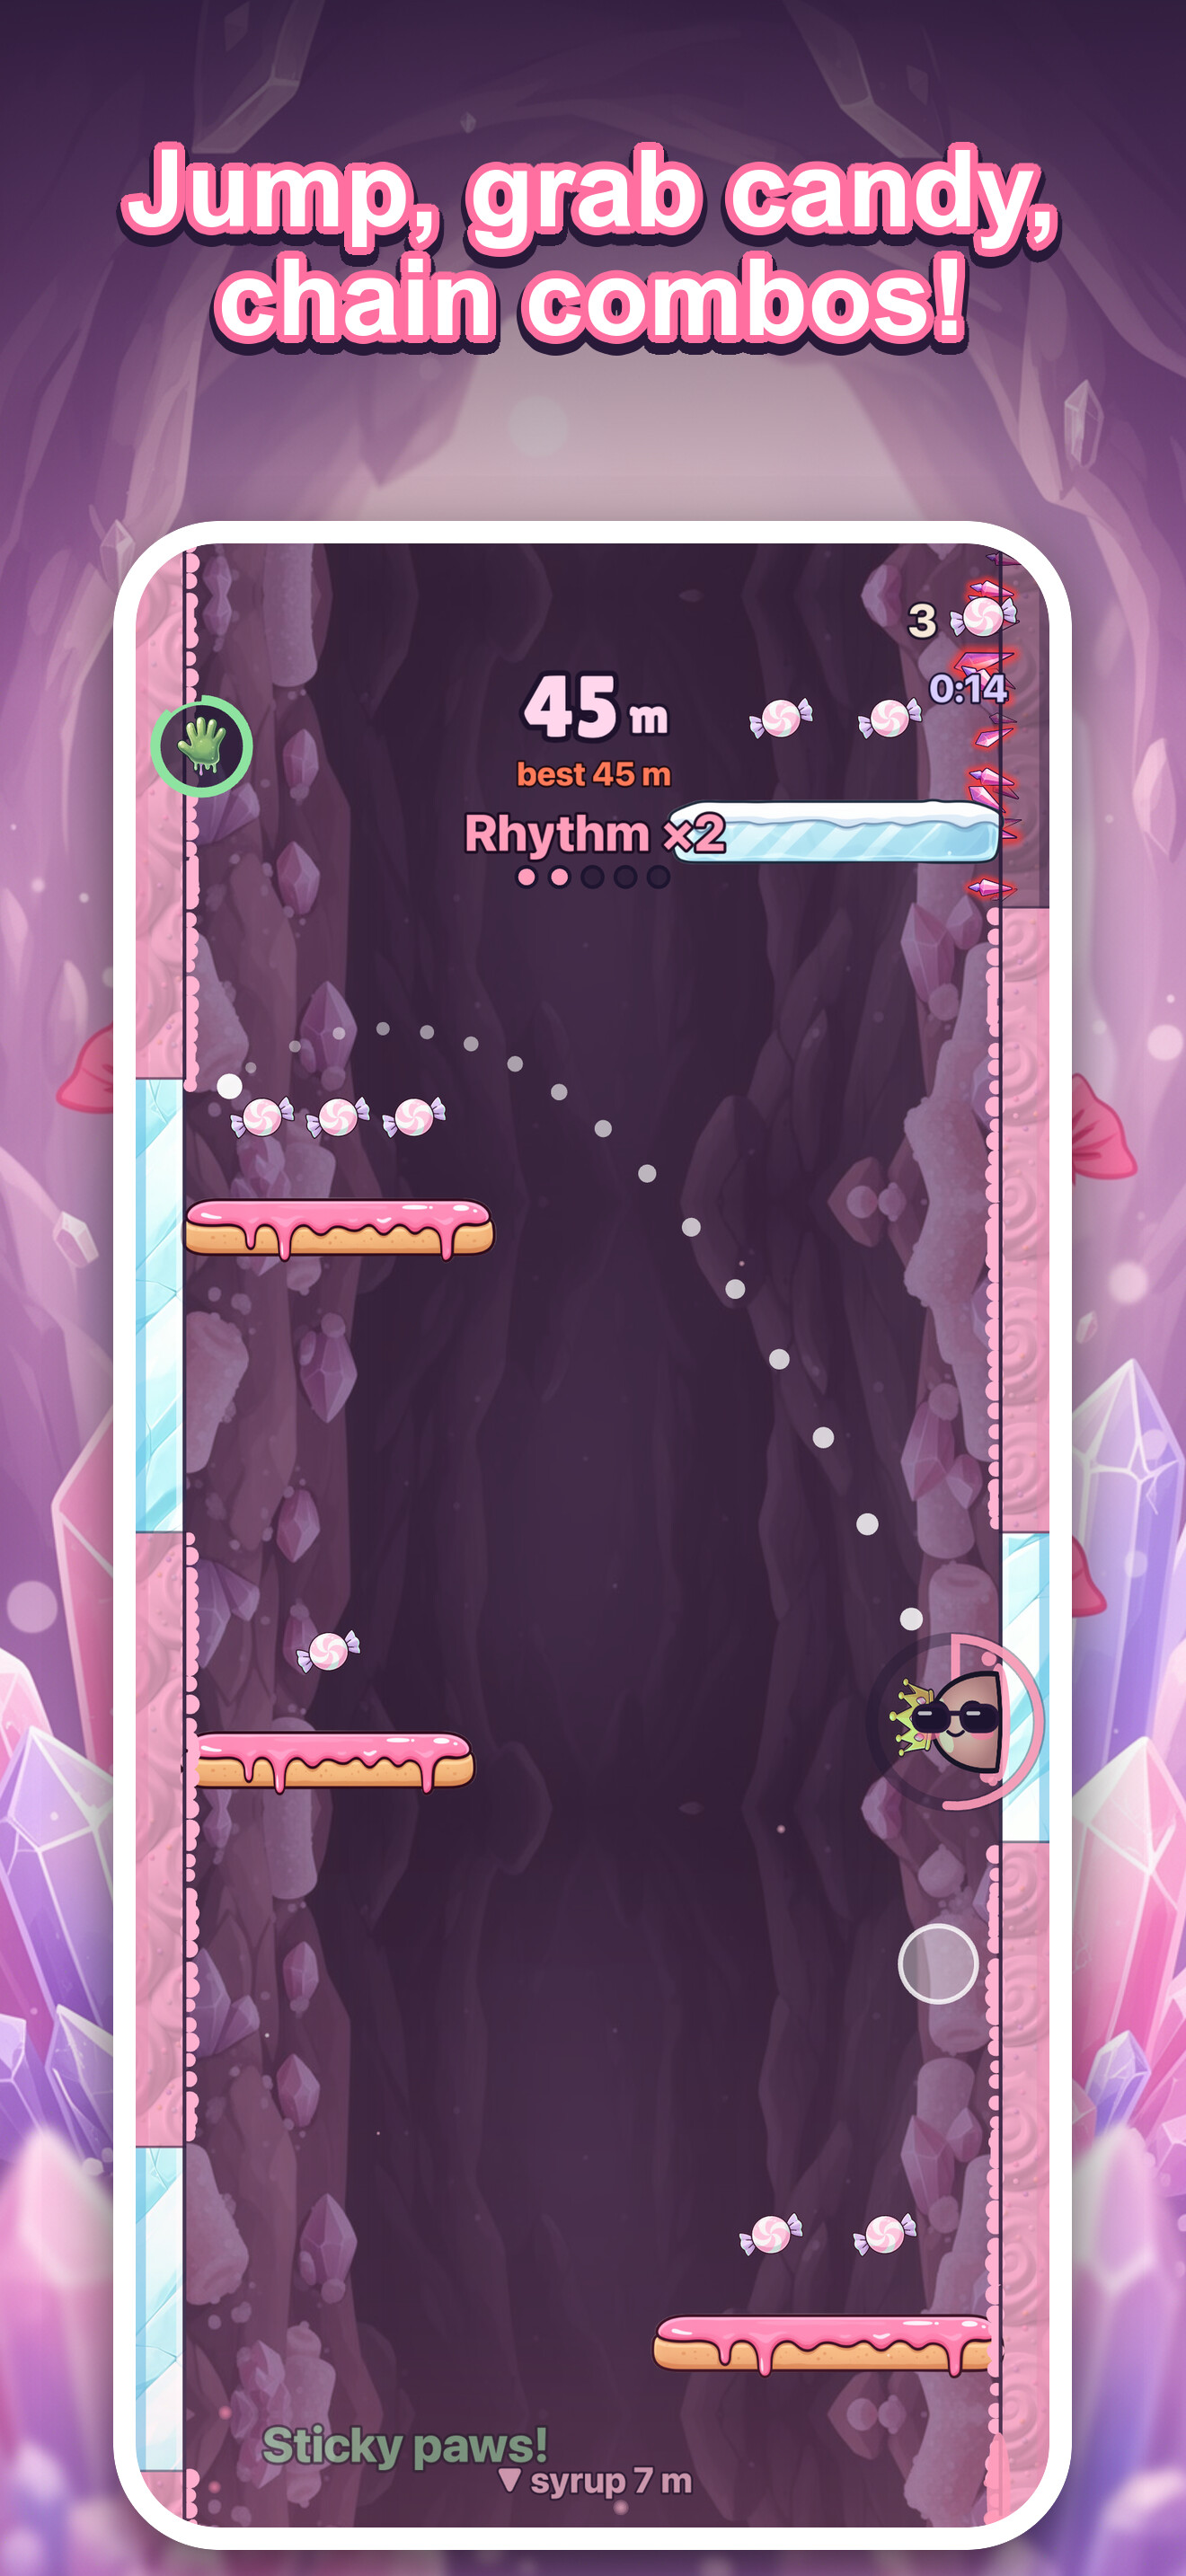 Jump, grab candy,
chain combos!
3
0:14
45 m
best 45 m
Rhythm ×2
Sticky paws!
▼ syrup 7 m